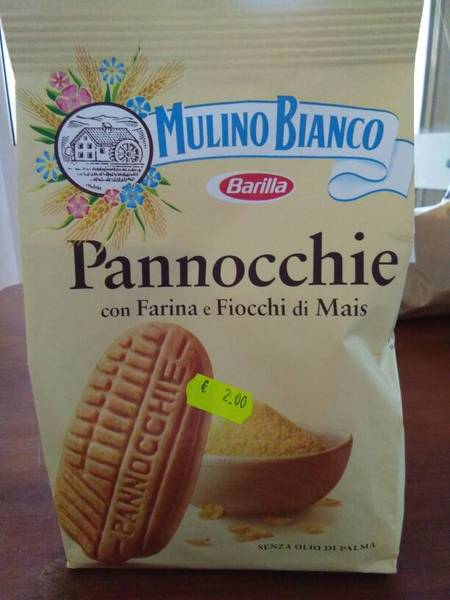 MULINO BIANCO
Barilla
Pannocchie
con Farina e Fiocchi di Mais
PANNOCCHIE
€ 2.00
SENZA OLIO DI PALMA